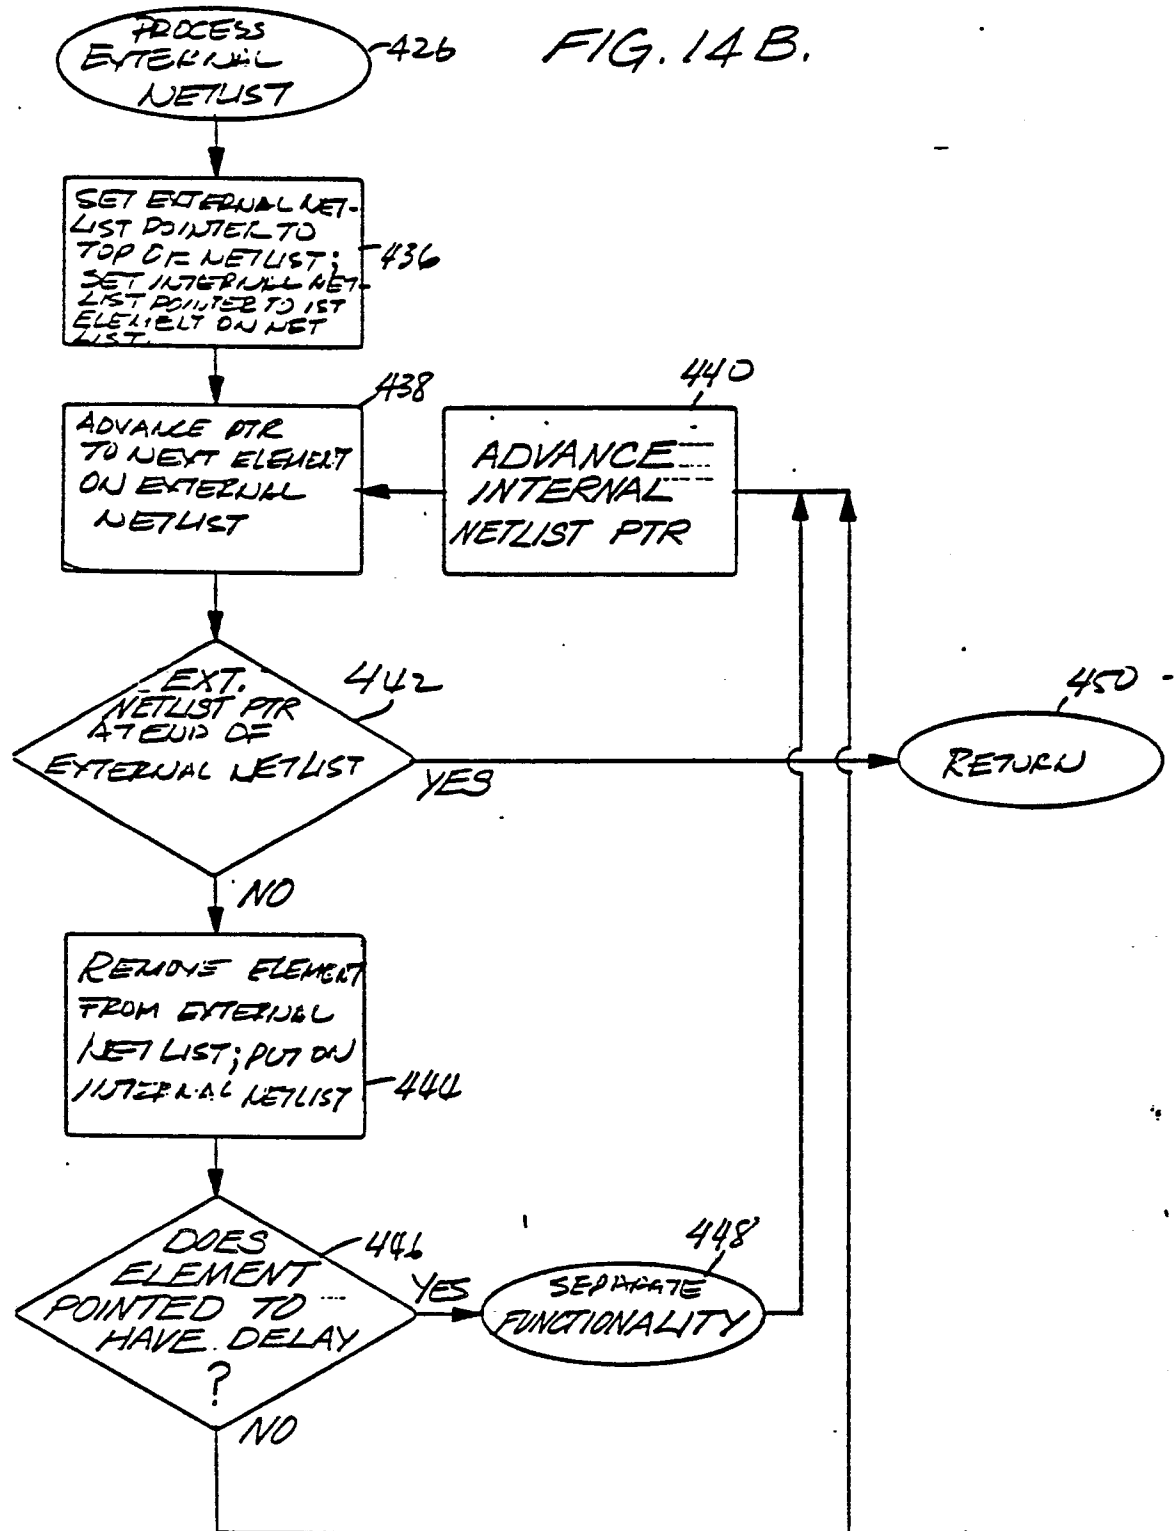 FIG. 14B.
PROCESS
EXTERNAL
NETLIST
426
SET EXTERNAL NET-
LIST POINTER TO
TOP OF NETLIST;
SET INTERNAL NET-
LIST POINTER TO 1ST
ELEMENT ON NET
LIST.
436
438
ADVANCE PTR
TO NEXT ELEMENT
ON EXTERNAL
NETLIST
440
ADVANCE
INTERNAL
NETLIST PTR
442
EXT.
NETLIST PTR
AT END OF
EXTERNAL NETLIST
YES
450
RETURN
NO
REMOVE ELEMENT
FROM EXTERNAL
NETLIST; PUT ON
INTERNAL NETLIST
444
DOES
ELEMENT
POINTED TO
HAVE DELAY
?
446
YES
448
SEPARATE
FUNCTIONALITY
NO